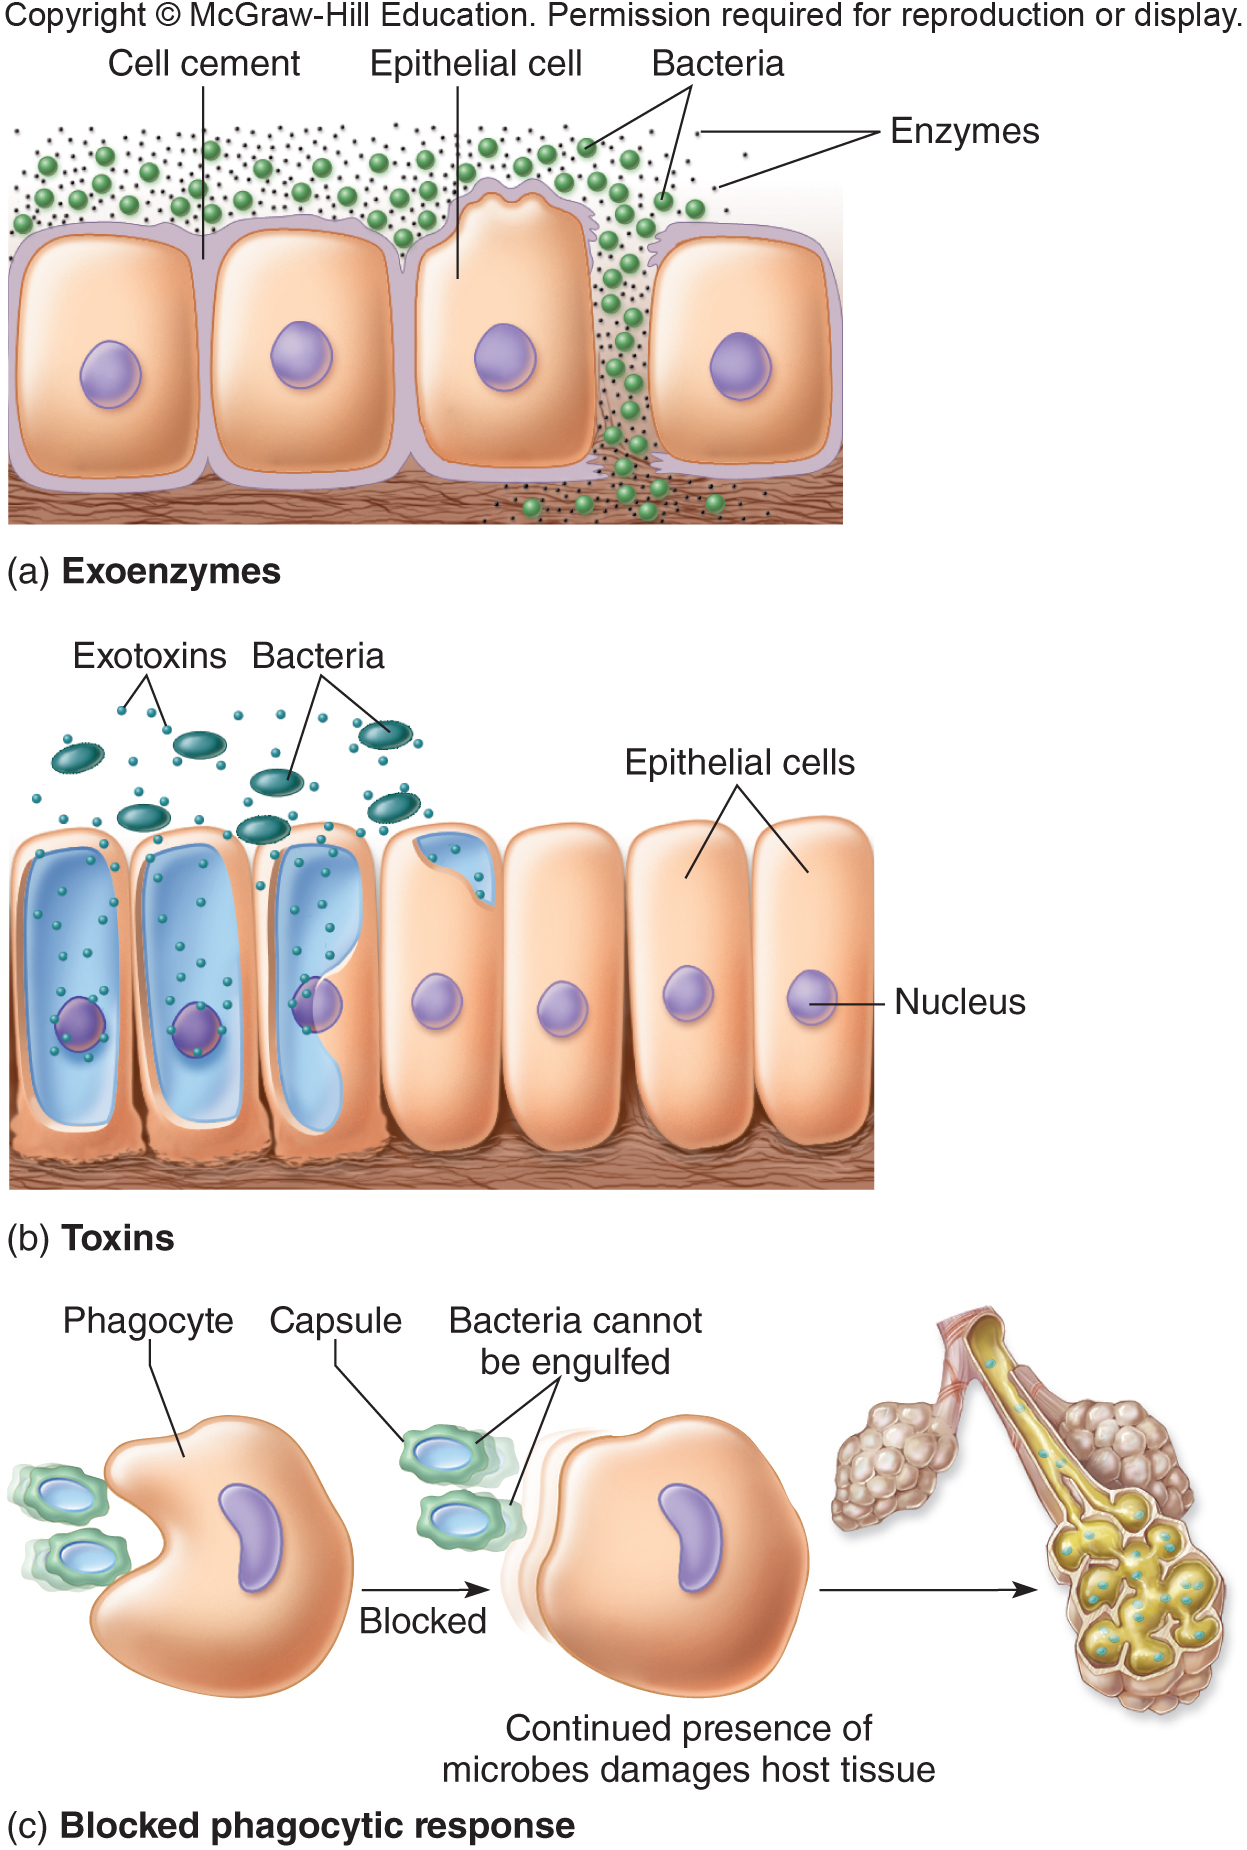 Copyright © McGraw-Hill Education. Permission required for reproduction or display.
Cell cement
Epithelial cell
Bacteria
Enzymes
(a) Exoenzymes
Exotoxins
Bacteria
Epithelial cells
Nucleus
(b) Toxins
Phagocyte
Capsule
Bacteria cannot
be engulfed
Blocked
Continued presence of
microbes damages host tissue
(c) Blocked phagocytic response